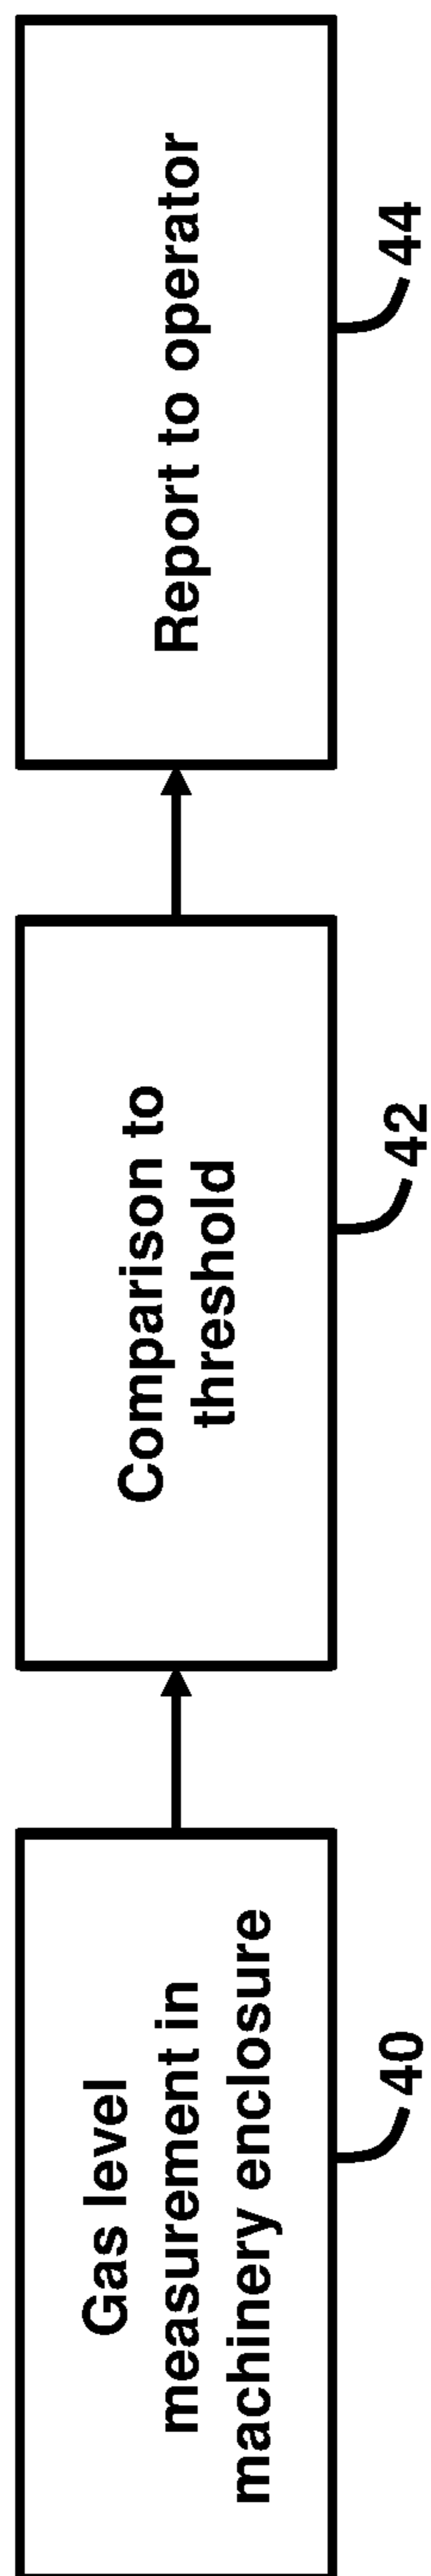 Gas level
measurement in
machinery enclosure
40
Comparison to
threshold
42
Report to operator
44